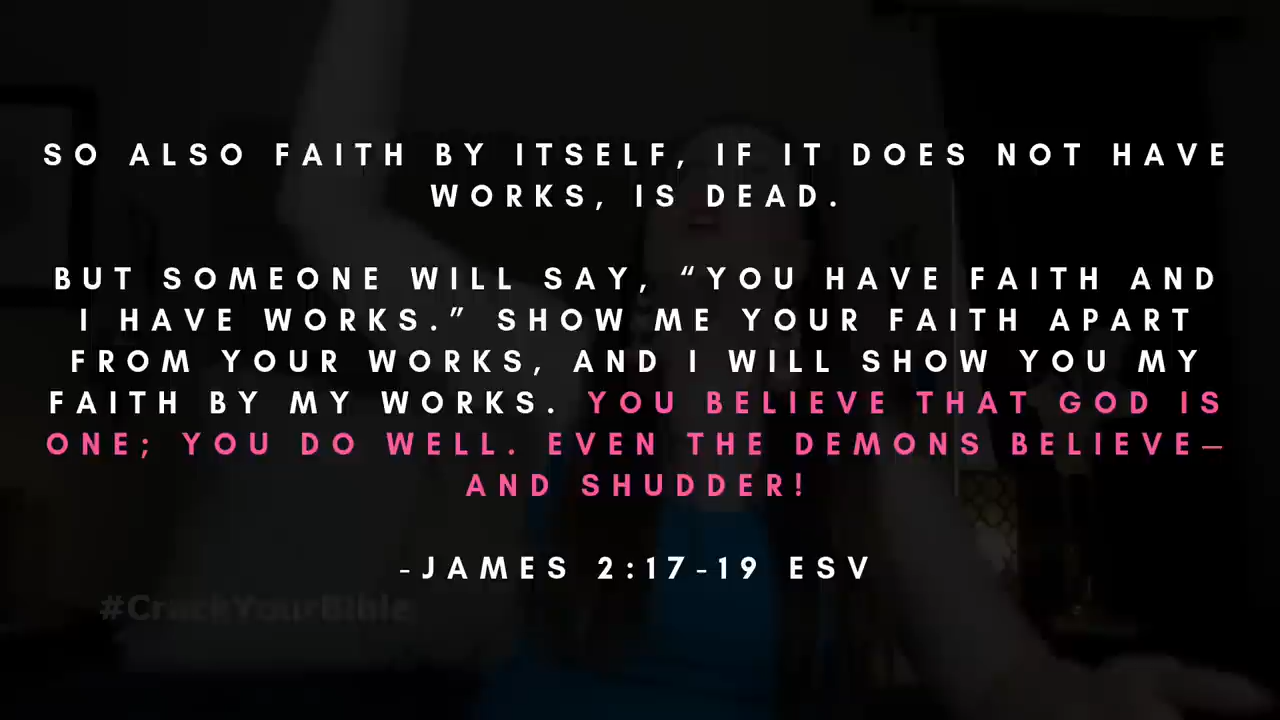 SO ALSO FAITH BY ITSELF, IF IT DOES NOT HAVE
WORKS, IS DEAD.
BUT SOMEONE WILL SAY, “YOU HAVE FAITH AND
I HAVE WORKS.” SHOW ME YOUR FAITH APART
FROM YOUR WORKS, AND I WILL SHOW YOU MY
FAITH BY MY WORKS. YOU BELIEVE THAT GOD IS
ONE; YOU DO WELL. EVEN THE DEMONS BELIEVE—
AND SHUDDER!
-JAMES 2:17-19 ESV
#CrackYourBible